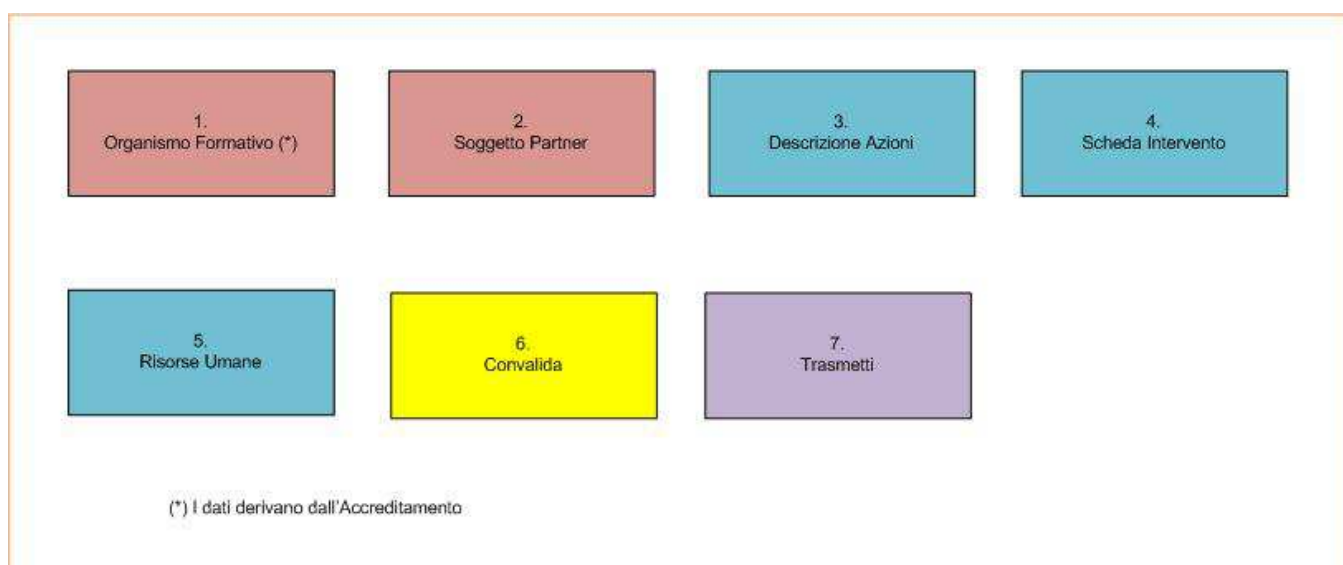 1.
Organismo Formativo (*)
2.
Soggetto Partner
3.
Descrizione Azioni
4.
Scheda Intervento
5.
Risorse Umane
6.
Convalida
7.
Trasmetti
(*) I dati derivano dall'Accreditamento